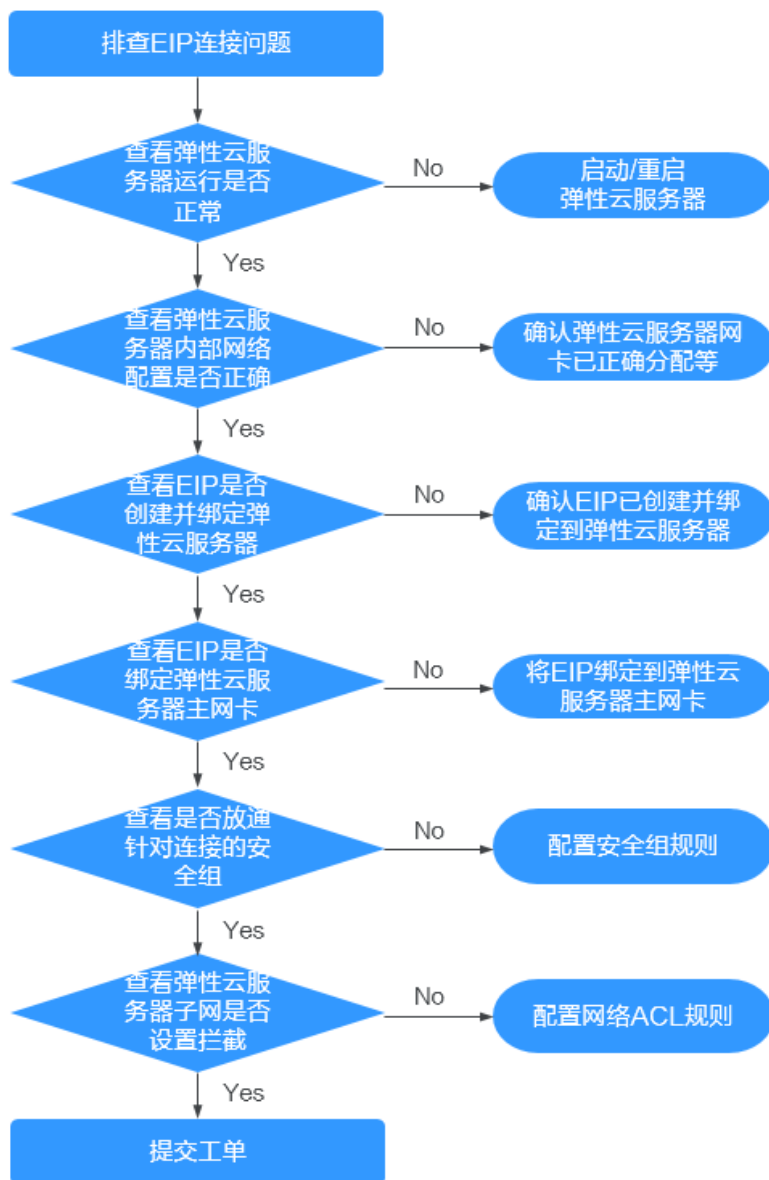 排查EIP连接问题
查看弹性云服
务器运行是否
正常
No
启动/重启
弹性云服务器
Yes
查看弹性云服
务器内部网络
配置是否正确
No
确认弹性云服务器网
卡已正确分配等
Yes
查看EIP是否
创建并绑定弹
性云服务器
No
确认EIP已创建并绑
定到弹性云服务器
Yes
查看EIP是否
绑定弹性云服
务器主网卡
No
将EIP绑定到弹性云
服务器主网卡
Yes
查看是否放通
针对连接的安
全组
No
配置安全组规则
Yes
查看弹性云服
务器子网是否
设置拦截
No
配置网络ACL规则
Yes
提交工单